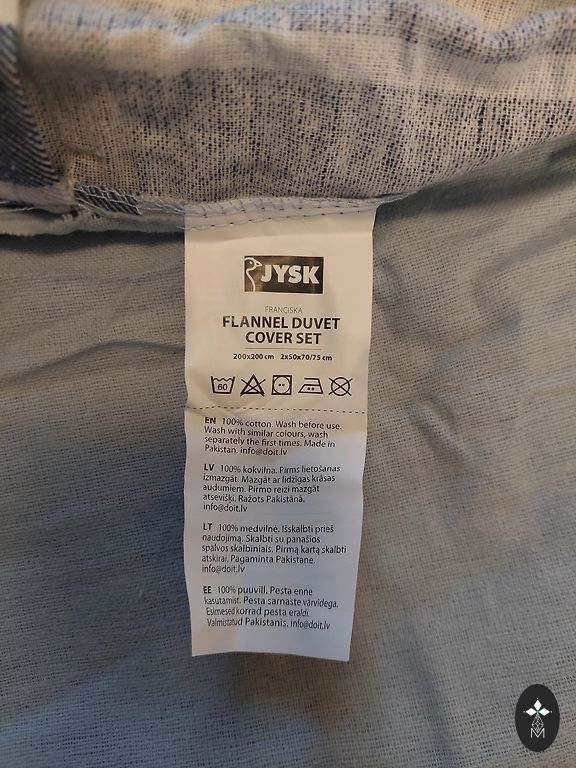 JYSK
FRANCISKA
FLANNEL DUVET
COVER SET
200x200 cm 2x50x70/75 cm
60
EN 100% cotton. Wash before use.
Wash with similar colours, wash
separately the first times. Made in
Pakistan. info@doit.lv
LV 100% kokvilna. Pirms lietošanas
izmazgāt. Mazgāt ar līdzīgas krāsas
audumiem. Pirmo reizi mazgāt
atsevišķi. Ražots Pakistānā.
info@doit.lv
LT 100% medvilnė. Išskalbti prieš
naudojimą. Skalbti su panašios
spalvos skalbiniais. Pirmą kartą skalbti
atskirai. Pagaminta Pakistane.
info@doit.lv
EE 100% puuvill. Pesta enne
kasutamist. Pesta sarnaste värvidega.
Esimesed korrad pesta eraldi.
Valmistatud Pakistanis. info@doit.lv
M